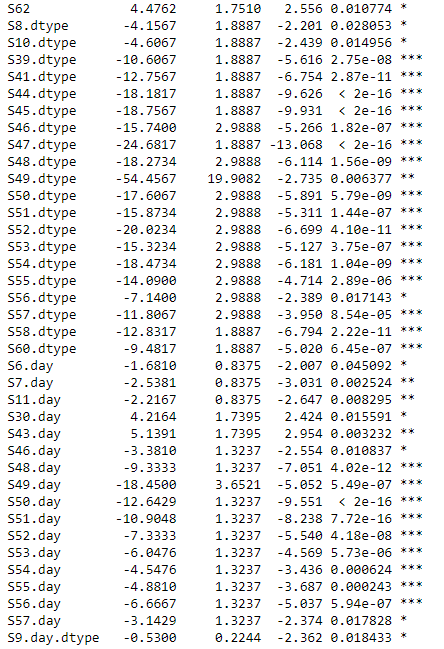 S62 4.4762 1.7510 2.556 0.010774 *
S8.dtype -4.1567 1.8887 -2.201 0.028053 *
S10.dtype -4.6067 1.8887 -2.439 0.014956 *
S39.dtype -10.6067 1.8887 -5.616 2.75e-08 ***
S41.dtype -12.7567 1.8887 -6.754 2.87e-11 ***
S44.dtype -18.1817 1.8887 -9.626 < 2e-16 ***
S45.dtype -18.7567 1.8887 -9.931 < 2e-16 ***
S46.dtype -15.7400 2.9888 -5.266 1.82e-07 ***
S47.dtype -24.6817 1.8887 -13.068 < 2e-16 ***
S48.dtype -18.2734 2.9888 -6.114 1.56e-09 ***
S49.dtype -54.4567 19.9082 -2.735 0.006377 **
S50.dtype -17.6067 2.9888 -5.891 5.79e-09 ***
S51.dtype -15.8734 2.9888 -5.311 1.44e-07 ***
S52.dtype -20.0234 2.9888 -6.699 4.10e-11 ***
S53.dtype -15.3234 2.9888 -5.127 3.75e-07 ***
S54.dtype -18.4734 2.9888 -6.181 1.04e-09 ***
S55.dtype -14.0900 2.9888 -4.714 2.89e-06 ***
S56.dtype -7.1400 2.9888 -2.389 0.017143 *
S57.dtype -11.8067 2.9888 -3.950 8.54e-05 ***
S58.dtype -12.8317 1.8887 -6.794 2.22e-11 ***
S60.dtype -9.4817 1.8887 -5.020 6.45e-07 ***
S6.day -1.6810 0.8375 -2.007 0.045092 *
S7.day -2.5381 0.8375 -3.031 0.002524 **
S11.day -2.2167 0.8375 -2.647 0.008295 **
S30.day 4.2164 1.7395 2.424 0.015591 *
S43.day 5.1391 1.7395 2.954 0.003232 **
S46.day -3.3810 1.3237 -2.554 0.010837 *
S48.day -9.3333 1.3237 -7.051 4.02e-12 ***
S49.day -18.4500 3.6521 -5.052 5.49e-07 ***
S50.day -12.6429 1.3237 -9.551 < 2e-16 ***
S51.day -10.9048 1.3237 -8.238 7.72e-16 ***
S52.day -7.3333 1.3237 -5.540 4.18e-08 ***
S53.day -6.0476 1.3237 -4.569 5.73e-06 ***
S54.day -4.5476 1.3237 -3.436 0.000624 ***
S55.day -4.8810 1.3237 -3.687 0.000243 ***
S56.day -6.6667 1.3237 -5.037 5.94e-07 ***
S57.day -3.1429 1.3237 -2.374 0.017828 *
S9.day.dtype -0.5300 0.2244 -2.362 0.018433 *